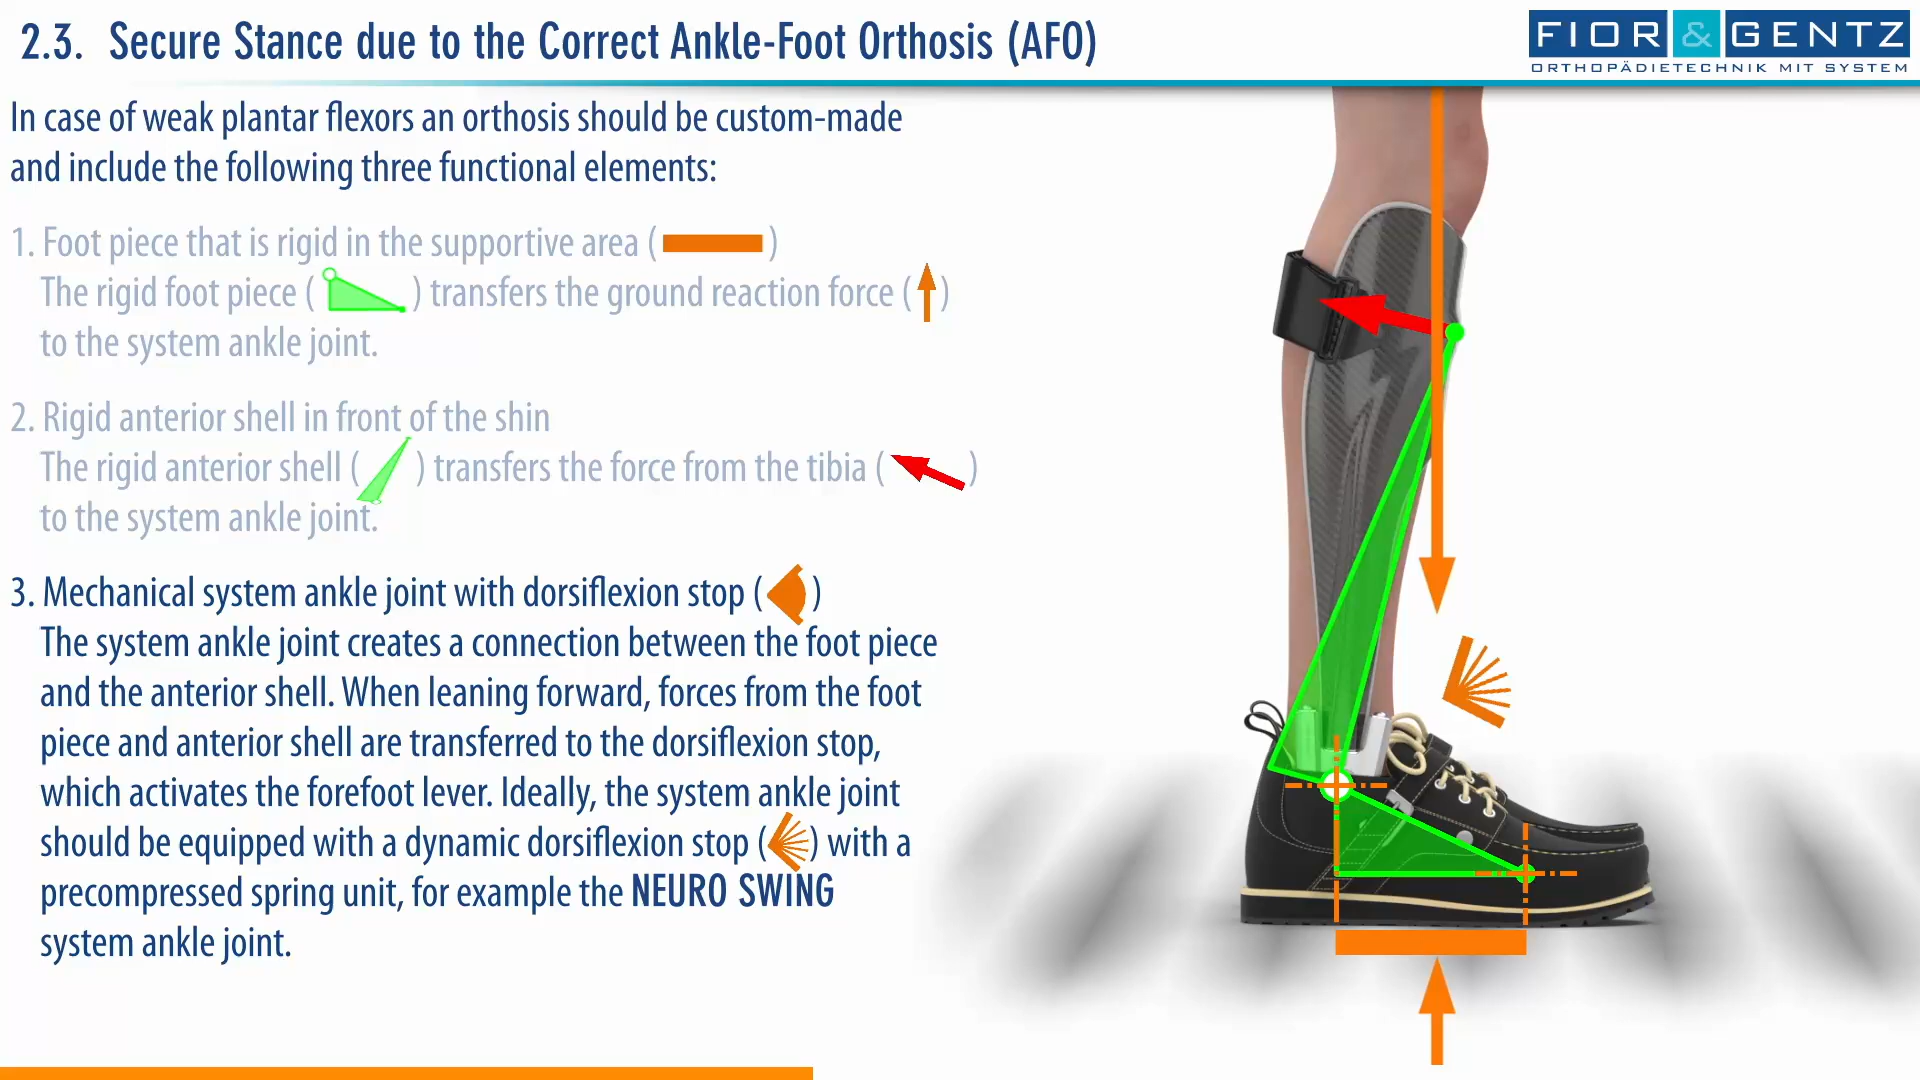 2.3. Secure Stance due to the Correct Ankle-Foot Orthosis (AFO)
FIOR & GENTZ
ORTHOPÄDIETECHNIK MIT SYSTEM
In case of weak plantar flexors an orthosis should be custom-made
and include the following three functional elements:
1. Foot piece that is rigid in the supportive area ( )
The rigid foot piece ( ) transfers the ground reaction force ( )
to the system ankle joint.
2. Rigid anterior shell in front of the shin
The rigid anterior shell ( ) transfers the force from the tibia ( )
to the system ankle joint.
3. Mechanical system ankle joint with dorsiflexion stop ( )
The system ankle joint creates a connection between the foot piece
and the anterior shell. When leaning forward, forces from the foot
piece and anterior shell are transferred to the dorsiflexion stop,
which activates the forefoot lever. Ideally, the system ankle joint
should be equipped with a dynamic dorsiflexion stop ( ) with a
precompressed spring unit, for example the NEURO SWING
system ankle joint.